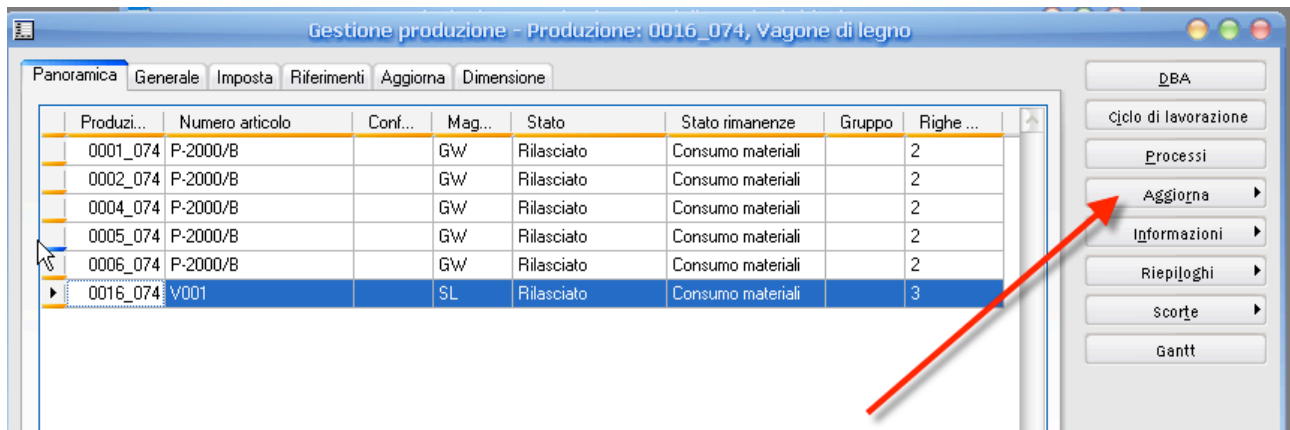 Gestione produzione - Produzione: 0016_074, Vagone di legno
Panoramica Generale Imposta Riferimenti Aggiorna Dimensione
Produzi... Numero articolo Conf... Mag... Stato Stato rimanenze Gruppo Righe ...
0001_074 P-2000/B GW Rilasciato Consumo materiali 2
0002_074 P-2000/B GW Rilasciato Consumo materiali 2
0004_074 P-2000/B GW Rilasciato Consumo materiali 2
0005_074 P-2000/B GW Rilasciato Consumo materiali 2
0006_074 P-2000/B GW Rilasciato Consumo materiali 2
0016_074 V001 SL Rilasciato Consumo materiali 3
DBA
Ciclo di lavorazione
Processi
Aggiorna
Informazioni
Riepiloghi
Scorte
Gantt